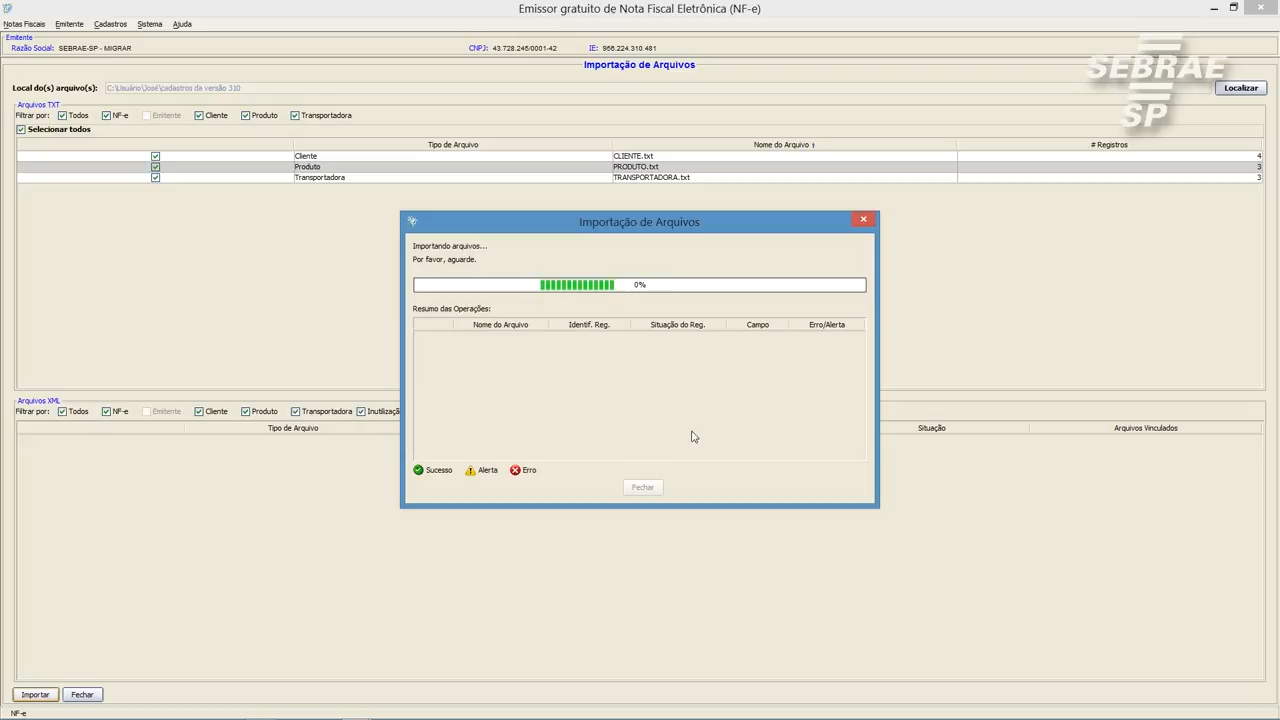 Emissor gratuito de Nota Fiscal Eletrônica (NF-e)
Notas Fiscais Emitente Cadastros Sistema Ajuda
Emitente
Razão Social: SEBRAE-SP - MIGRAR CNPJ: 43.728.245/0001-42 IE: 956.224.310.481
Importação de Arquivos
SEBRAE
SP
Local do(s) arquivo(s): C:\Usuário\José\cadastros da versão 310 Localizar
Arquivos TXT
Filtrar por: Todos NF-e Emitente Cliente Produto Transportadora
Selecionar todos
Tipo de Arquivo Nome do Arquivo # Registros
Cliente CLIENTE.txt 4
Produto PRODUTO.txt 3
Transportadora TRANSPORTADORA.txt 3
Importação de Arquivos
Importando arquivos...
Por favor, aguarde.
0%
Resumo das Operações:
Nome do Arquivo Identif. Reg. Situação do Reg. Campo Erro/Alerta
Sucesso Alerta Erro
Fechar
Arquivos XML
Filtrar por: Todos NF-e Emitente Cliente Produto Transportadora Inutilizaçã
Tipo de Arquivo Situação Arquivos Vinculados
Importar Fechar
NF-e